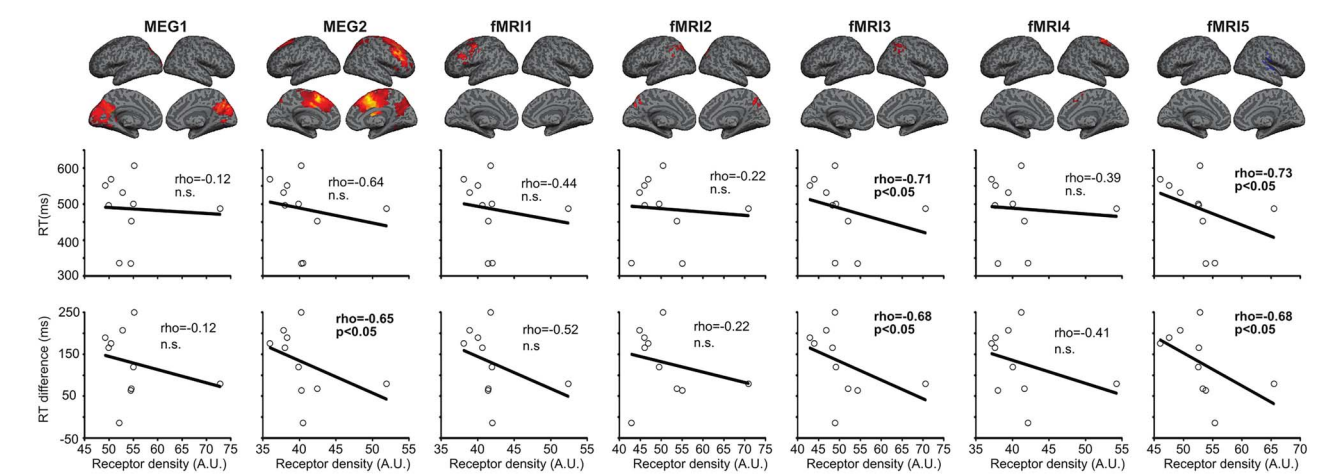 MEG1 MEG2 fMRI1 fMRI2 fMRI3 fMRI4 fMRI5
RT(ms)
600
500
400
300
rho=-0.12
n.s.
rho=-0.64
n.s.
rho=-0.44
n.s.
rho=-0.22
n.s.
rho=-0.71
p<0.05
rho=-0.39
n.s.
rho=-0.73
p<0.05
RT difference (ms)
250
150
50
-50
rho=-0.12
n.s.
rho=-0.65
p<0.05
rho=-0.52
n.s
rho=-0.22
n.s.
rho=-0.68
p<0.05
rho=-0.41
n.s.
rho=-0.68
p<0.05
45 50 55 60 65 70 75
35 40 45 50 55
35 40 45 50 55
40 45 50 55 60 65 70 75
40 45 50 55 60 65 70 75
35 40 45 50 55
45 50 55 60 65 70
Receptor density (A.U.) Receptor density (A.U.) Receptor density (A.U.) Receptor density (A.U.) Receptor density (A.U.) Receptor density (A.U.) Receptor density (A.U.)